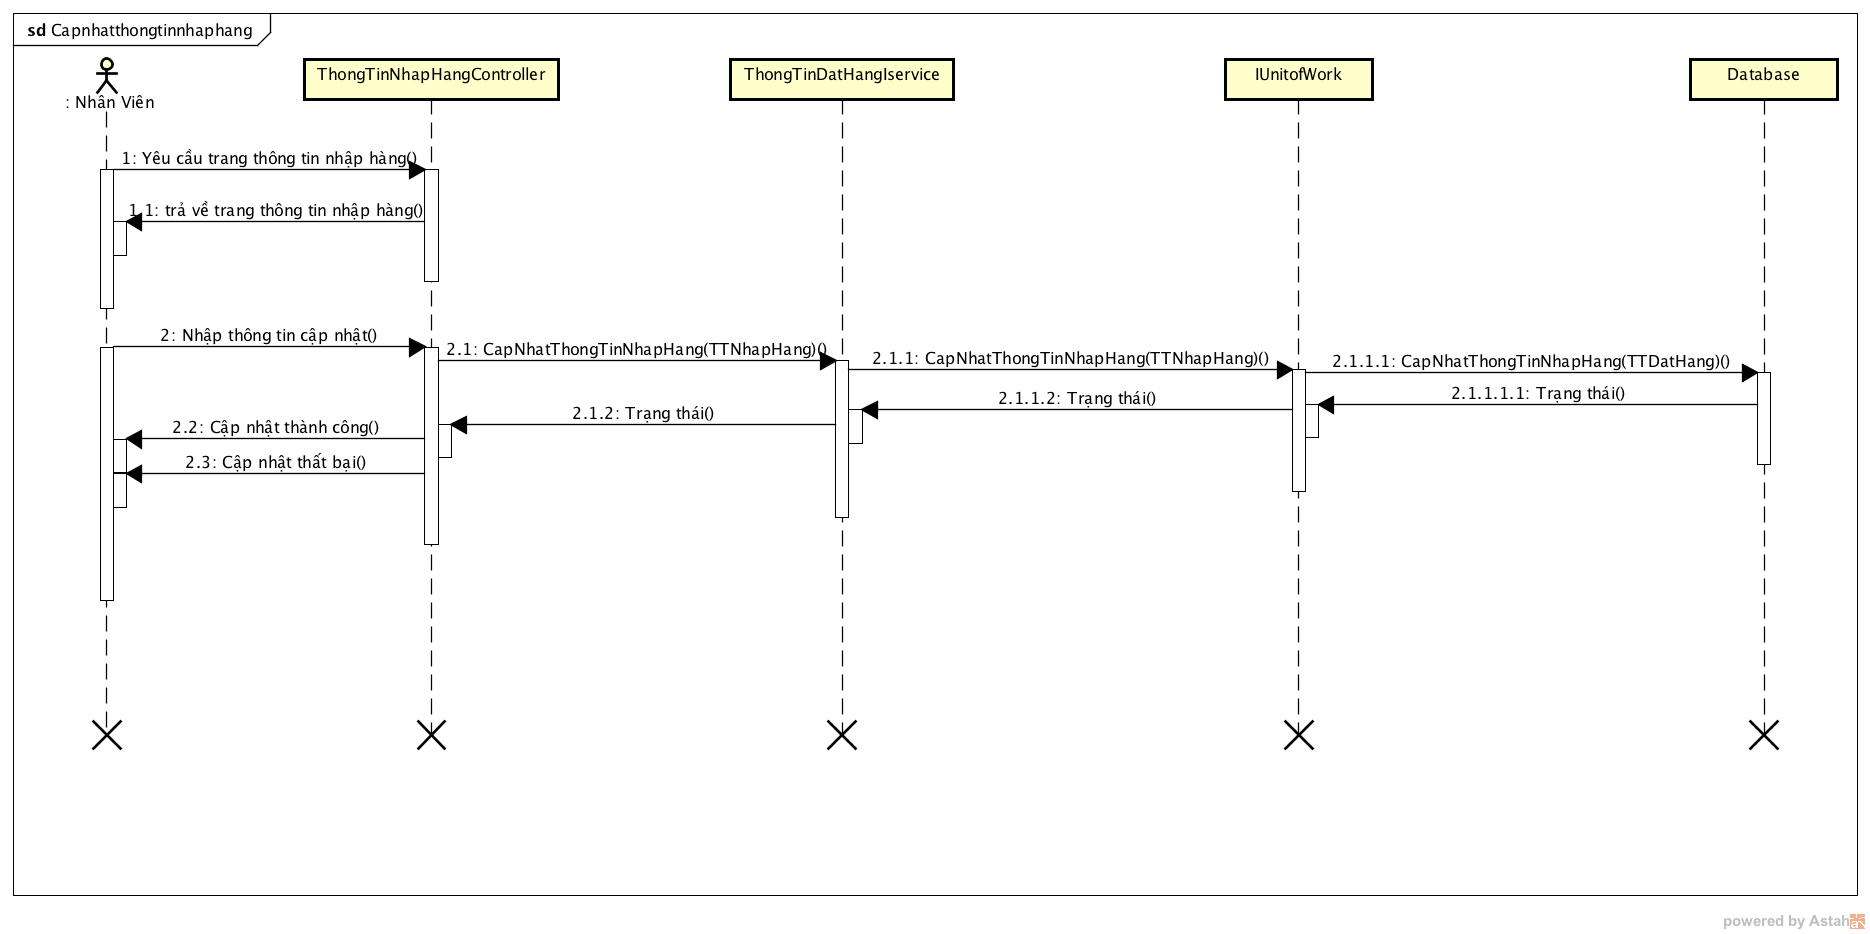 sd Capnhatthongtinnhaphang
: Nhân Viên
ThongTinNhapHangController
ThongTinDatHangIservice
IUnitofWork
Database
1: Yêu cầu trang thông tin nhập hàng()
1.1: trả về trang thông tin nhập hàng()
2: Nhập thông tin cập nhật()
2.1: CapNhatThongTinNhapHang(TTNhapHang)()
2.1.1: CapNhatThongTinNhapHang(TTNhapHang)()
2.1.1.1: CapNhatThongTinNhapHang(TTDatHang)()
2.1.1.1.1: Trạng thái()
2.1.1.2: Trạng thái()
2.1.2: Trạng thái()
2.2: Cập nhật thành công()
2.3: Cập nhật thất bại()
powered by Astah